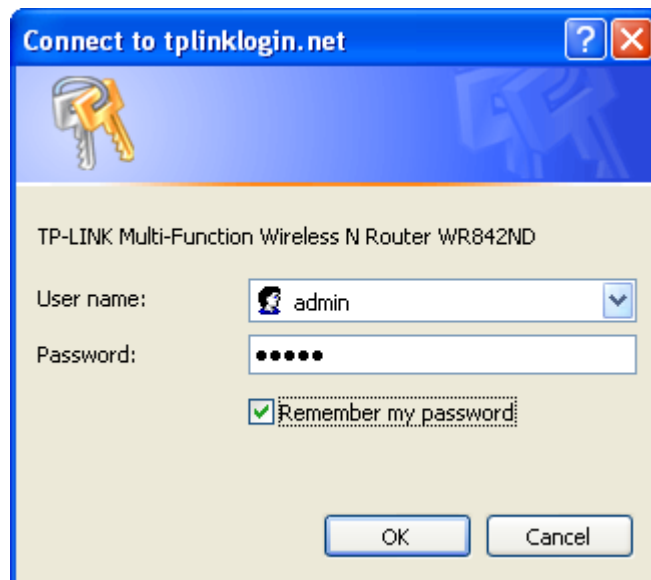 Connect to tplinklogin.net
TP-LINK Multi-Function Wireless N Router WR842ND
User name: admin
Password: •••••
Remember my password
OK Cancel